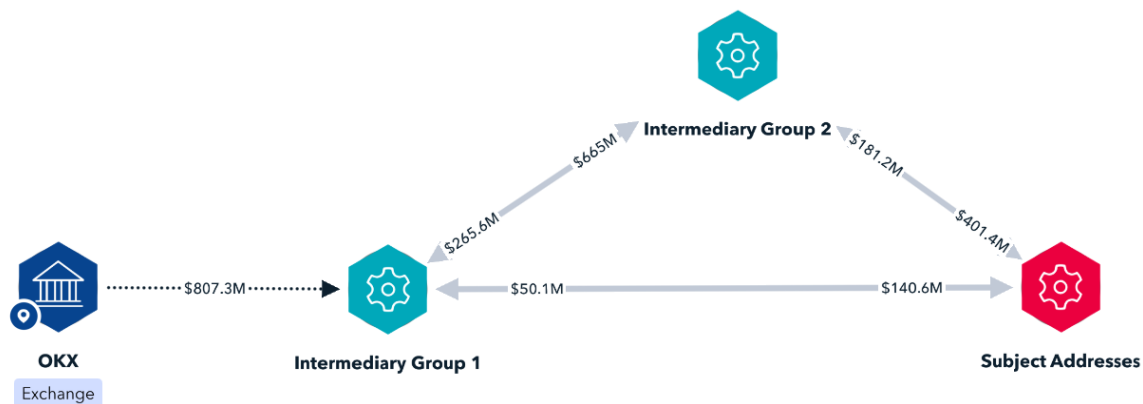 Intermediary Group 2
$665M
$181.2M
$265.6M
$401.4M
$807.3M
$50.1M
$140.6M
OKX
Intermediary Group 1
Subject Addresses
Exchange